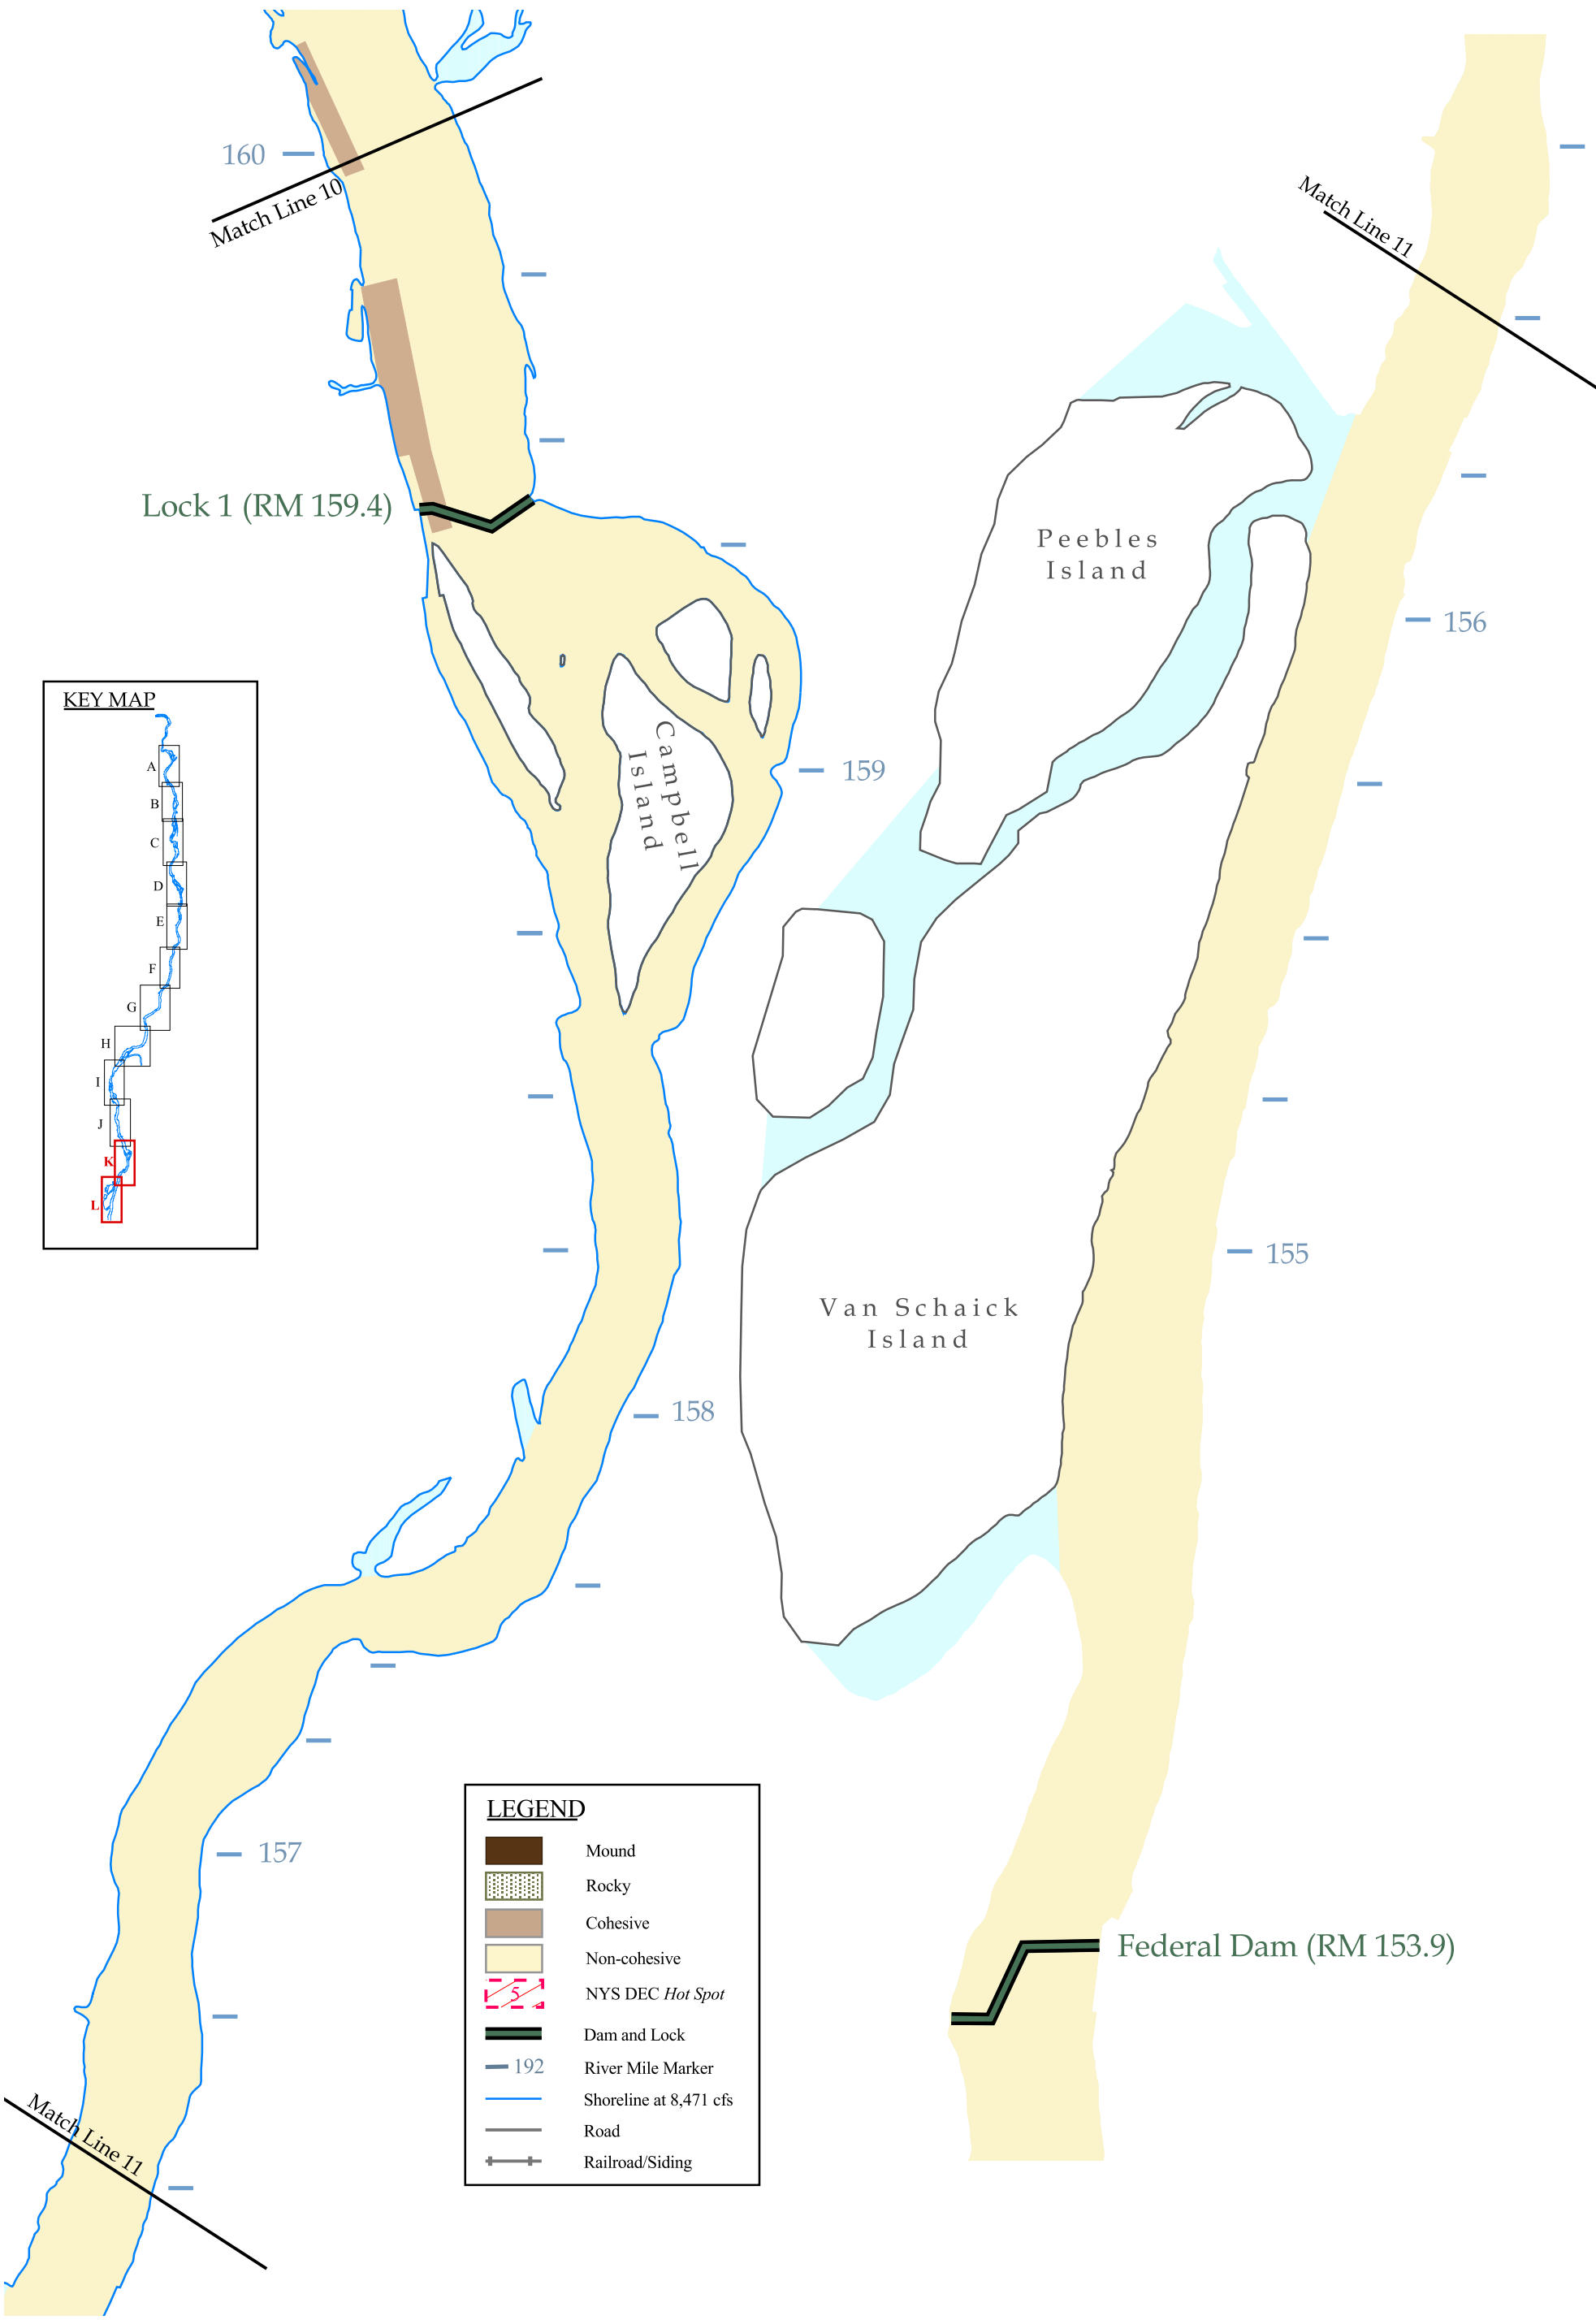 160
Match Line 10
Match Line 11
Lock 1 (RM 159.4)
Peebles
Island
156
KEY MAP
A
B
C
D
E
F
G
H
I
J
K
L
Campbell
Island
159
155
Van Schaick
Island
158
157
LEGEND
Mound
Rocky
Cohesive
Non-cohesive
5
NYS DEC Hot Spot
Dam and Lock
192
River Mile Marker
Shoreline at 8,471 cfs
Road
Railroad/Siding
Federal Dam (RM 153.9)
Match Line 11